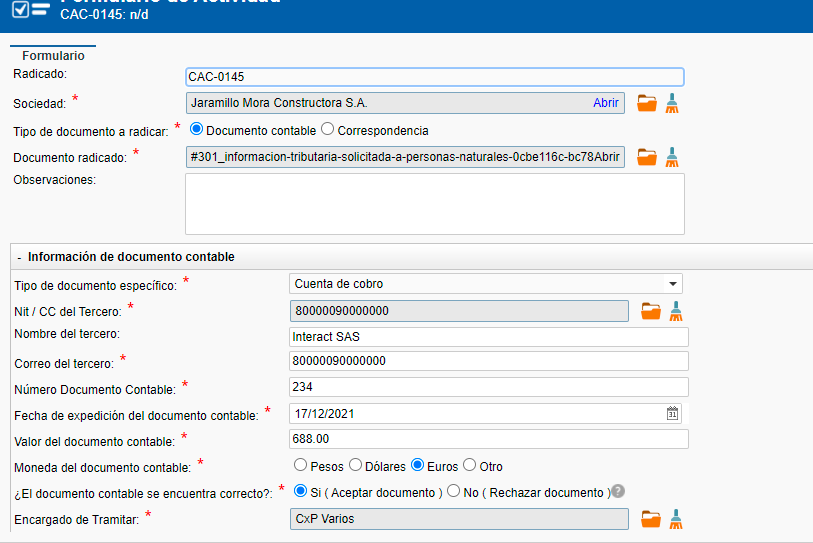 Formulario de Actividad
CAC-0145: n/d
Formulario
Radicado: CAC-0145
Sociedad: * Jaramillo Mora Constructora S.A. Abrir
Tipo de documento a radicar: * Documento contable Correspondencia
Documento radicado: * #301_informacion-tributaria-solicitada-a-personas-naturales-0cbe116c-bc78Abrir
Observaciones:
- Información de documento contable
Tipo de documento específico: * Cuenta de cobro
Nit / CC del Tercero: * 80000090000000
Nombre del tercero: Interact SAS
Correo del tercero: * 80000090000000
Número Documento Contable: * 234
Fecha de expedición del documento contable: * 17/12/2021 31
Valor del documento contable: * 688.00
Moneda del documento contable: * Pesos Dólares Euros Otro
¿El documento contable se encuentra correcto?: * Si ( Aceptar documento ) No ( Rechazar documento ) ?
Encargado de Tramitar: * CxP Varios